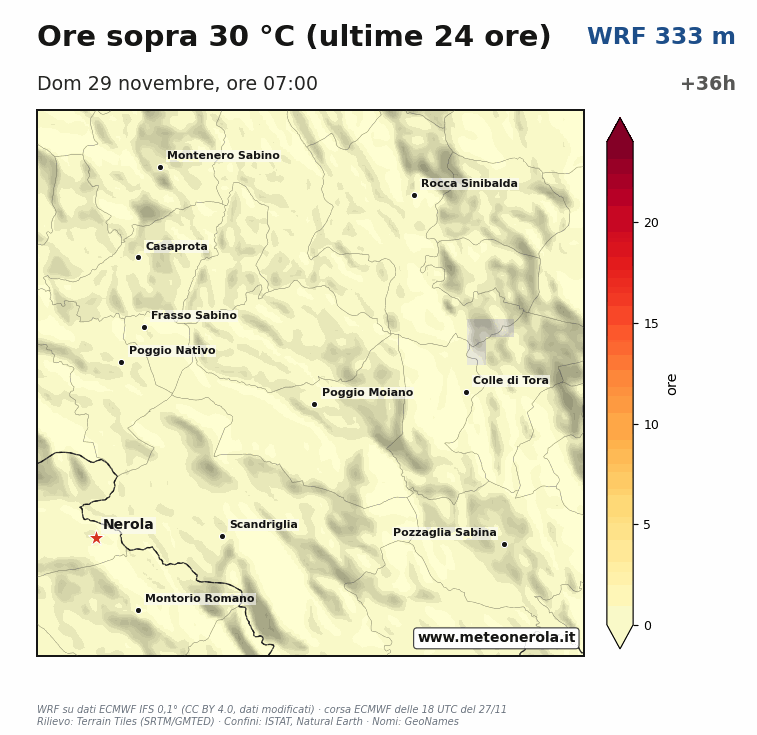 Ore sopra 30 °C (ultime 24 ore)
WRF 333 m
Dom 29 novembre, ore 07:00
+36h
Montenero Sabino
Rocca Sinibalda
Casaprota
Frasso Sabino
Poggio Nativo
Colle di Tora
Poggio Moiano
Nerola
Scandriglia
Pozzaglia Sabina
Montorio Romano
www.meteonerola.it
20
15
10
5
0
ore
WRF su dati ECMWF IFS 0,1° (CC BY 4.0, dati modificati) · corsa ECMWF delle 18 UTC del 27/11
Rilievo: Terrain Tiles (SRTM/GMTED) · Confini: ISTAT, Natural Earth · Nomi: GeoNames